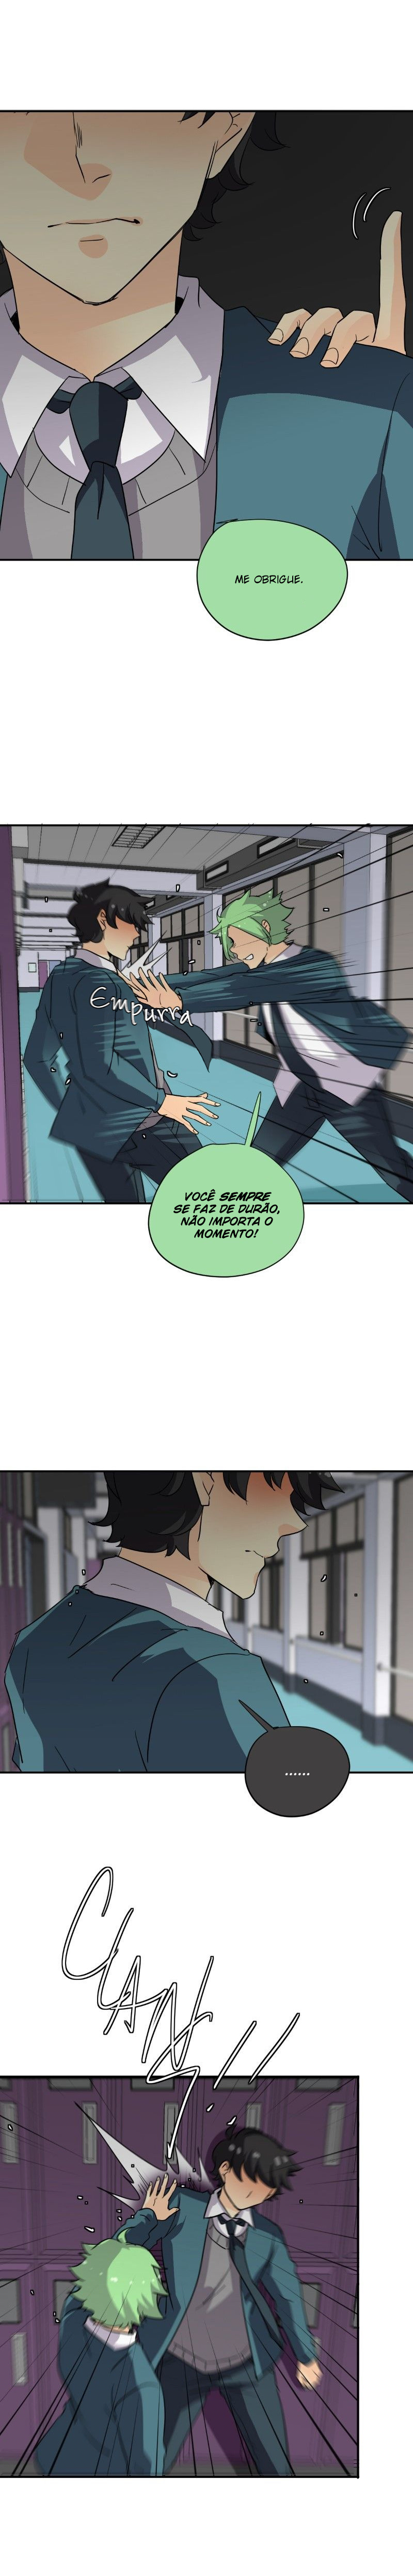 ME OBRIGUE.
Empurra
VOCÊ SEMPRE
SE FAZ DE DURÃO,
NÃO IMPORTA O
MOMENTO!
......
CLANG!!